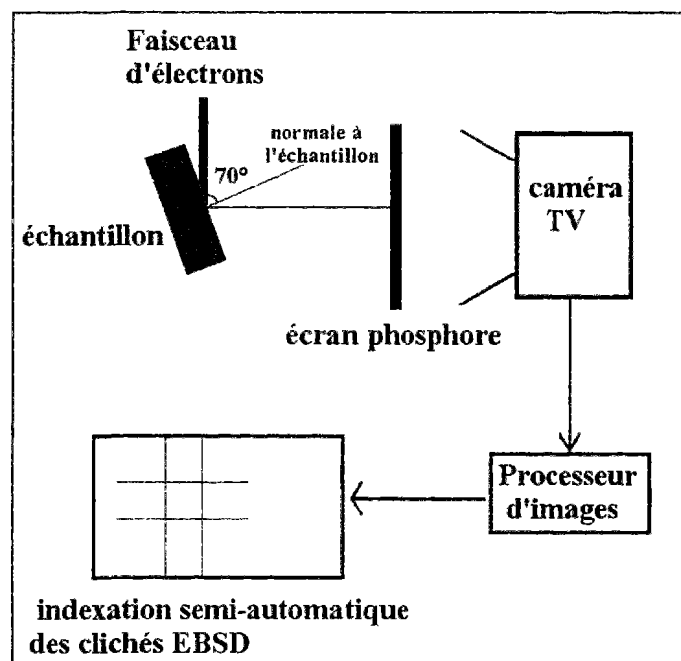 Faisceau
d'électrons
normale à
l'échantillon
70°
échantillon
caméra
TV
écran phosphore
Processeur
d'images
indexation semi-automatique
des clichés EBSD